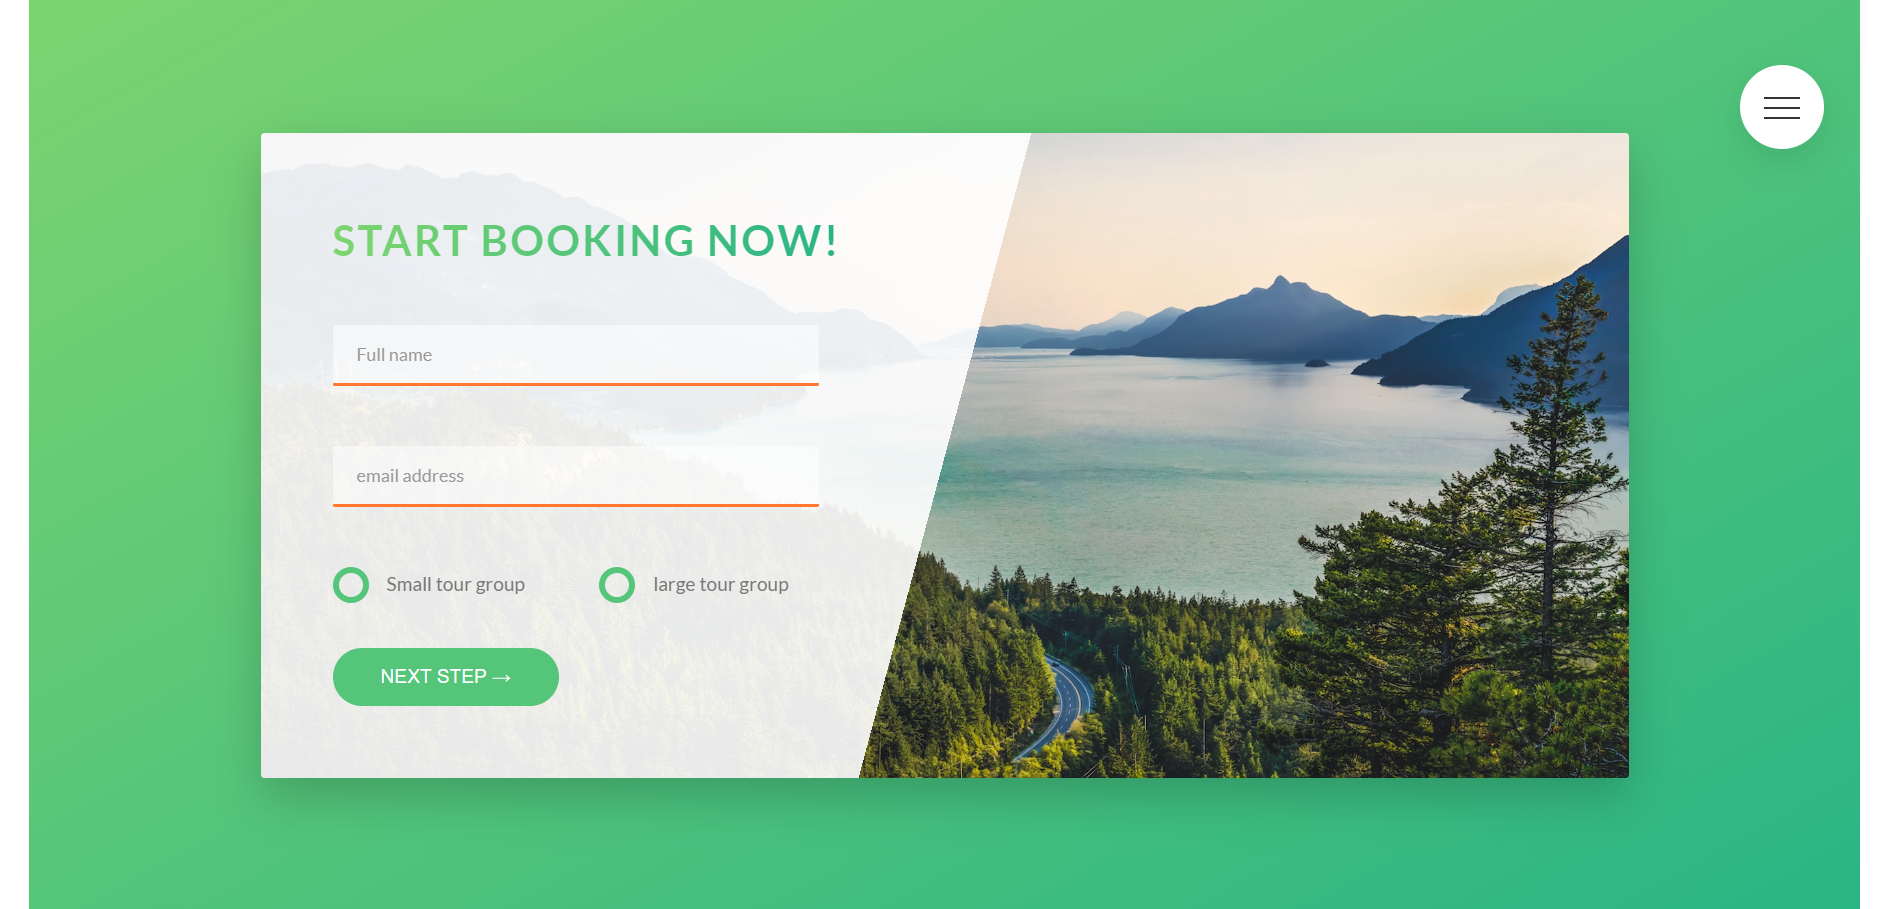 START BOOKING NOW!
Full name
email address
Small tour group
large tour group
NEXT STEP →